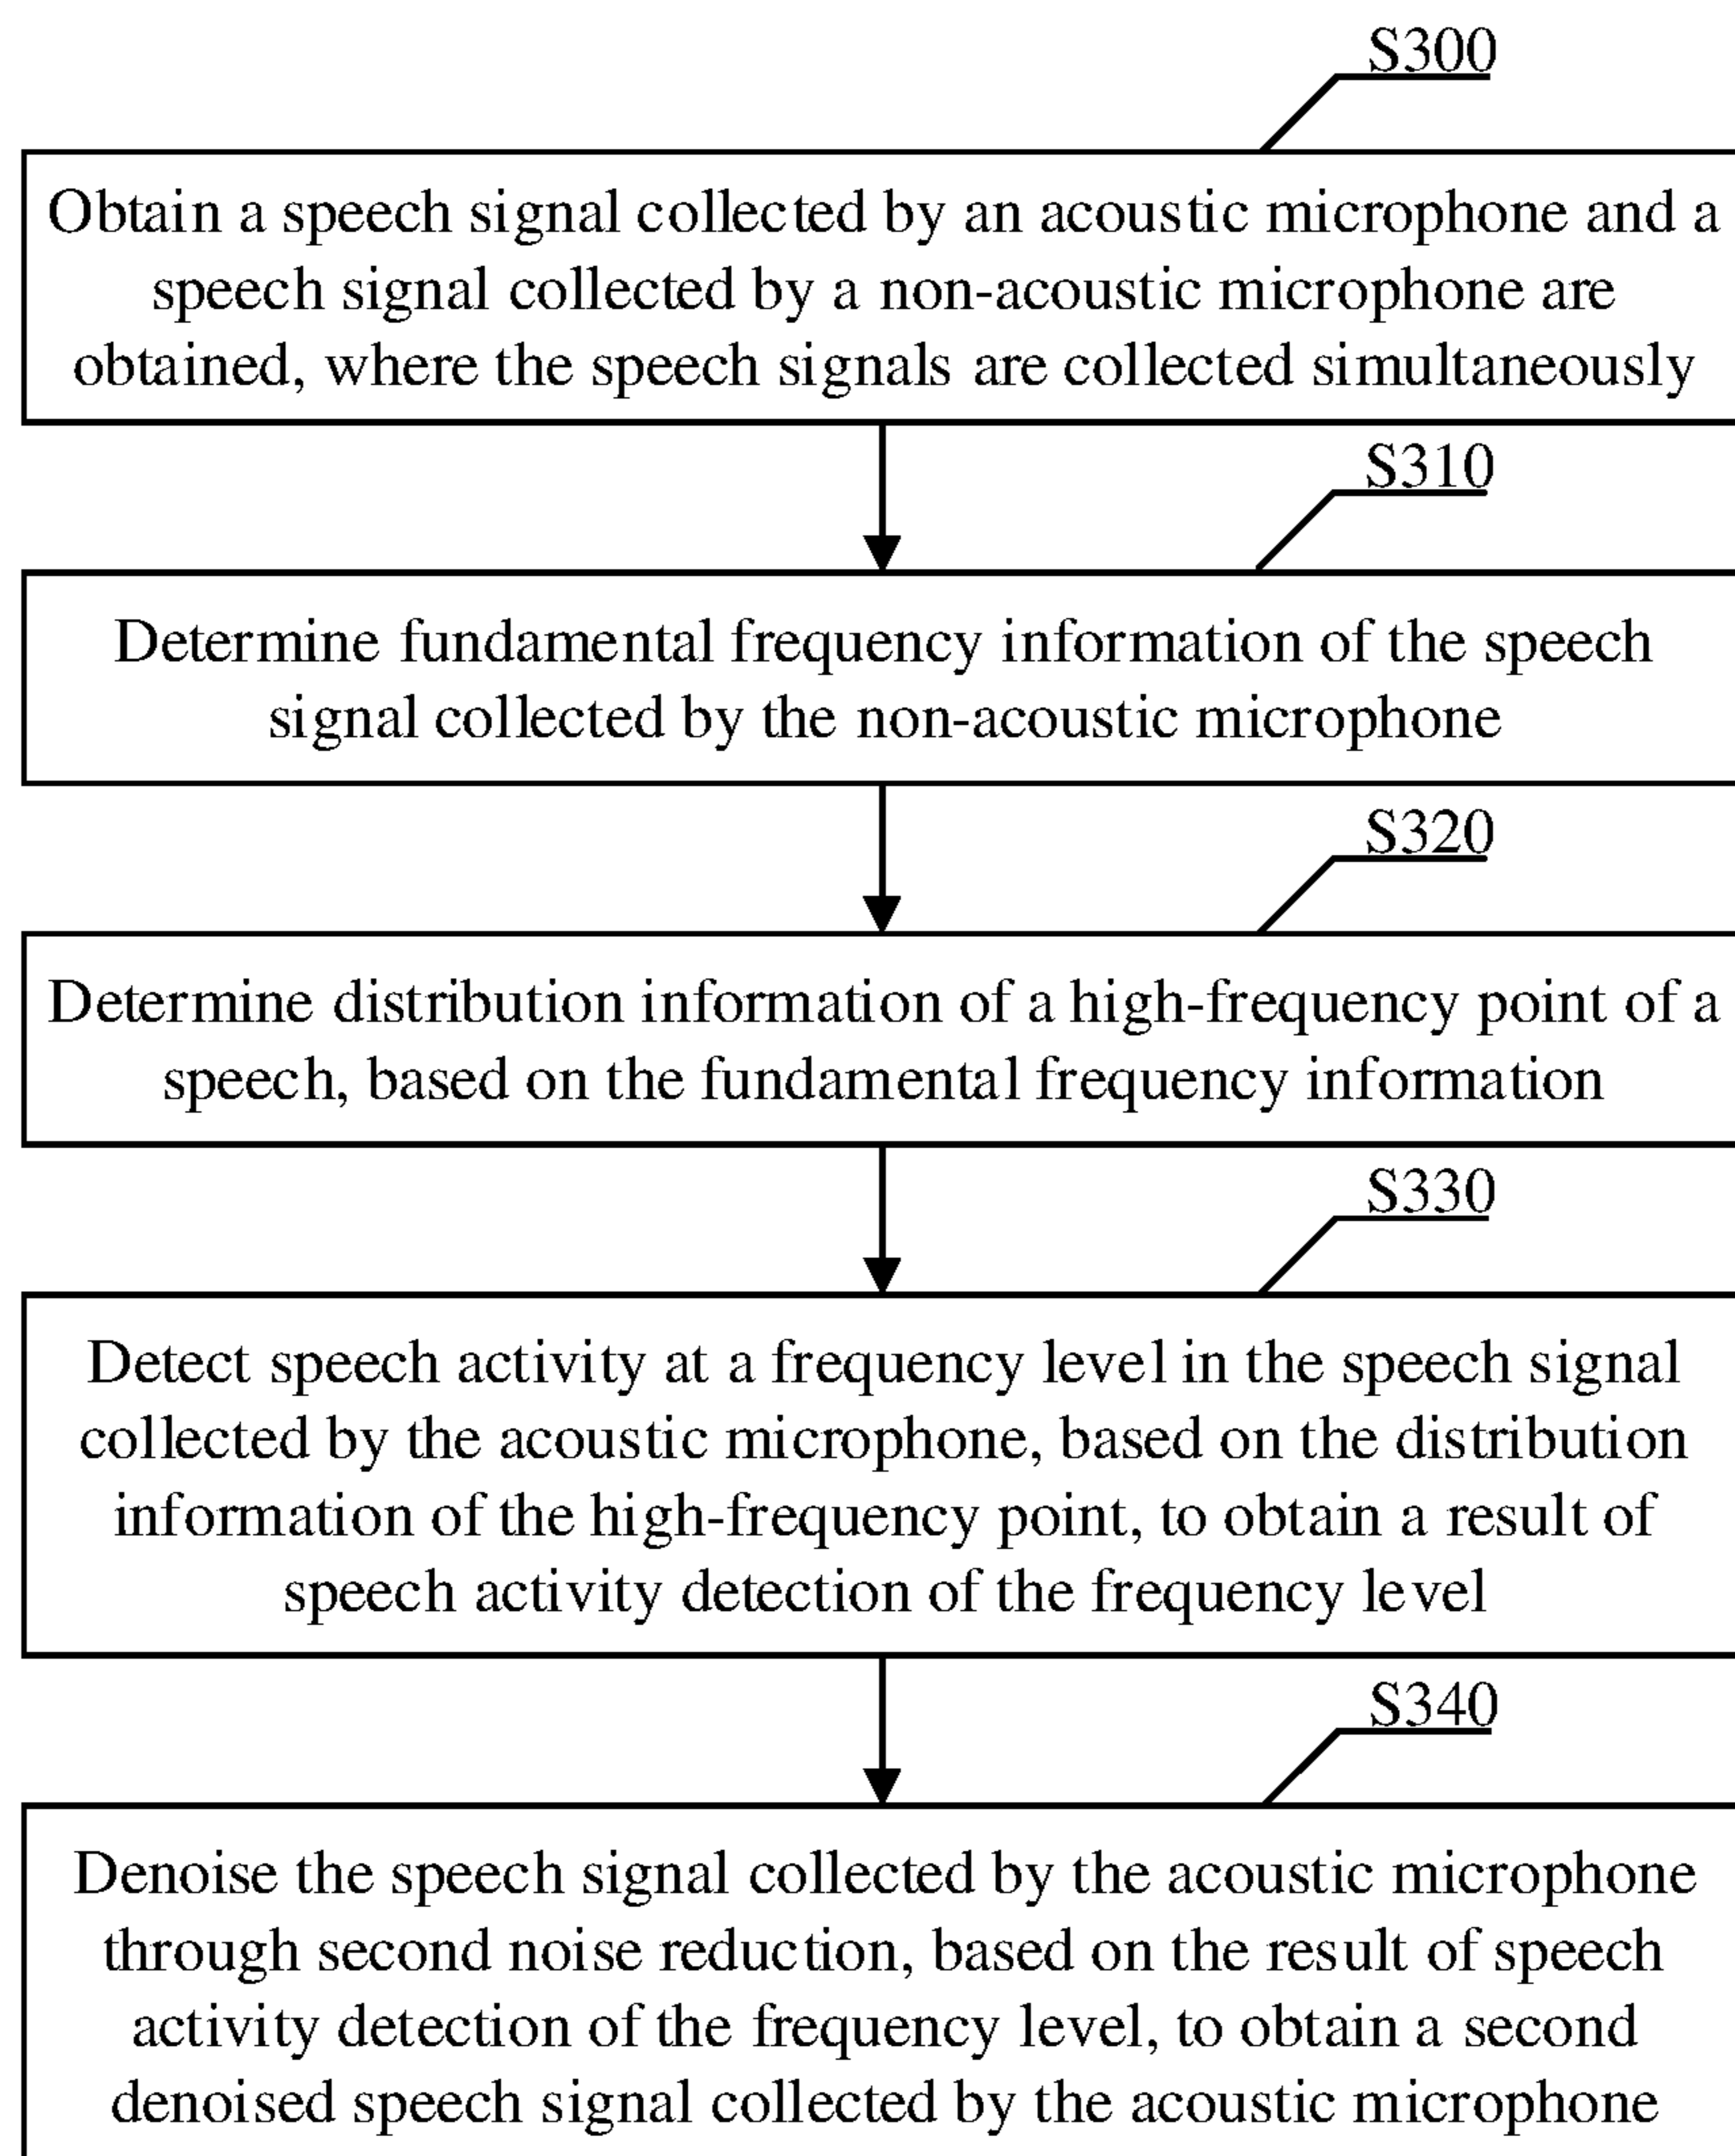 S300
Obtain a speech signal collected by an acoustic microphone and a
speech signal collected by a non-acoustic microphone are
obtained, where the speech signals are collected simultaneously
S310
Determine fundamental frequency information of the speech
signal collected by the non-acoustic microphone
S320
Determine distribution information of a high-frequency point of a
speech, based on the fundamental frequency information
S330
Detect speech activity at a frequency level in the speech signal
collected by the acoustic microphone, based on the distribution
information of the high-frequency point, to obtain a result of
speech activity detection of the frequency level
S340
Denoise the speech signal collected by the acoustic microphone
through second noise reduction, based on the result of speech
activity detection of the frequency level, to obtain a second
denoised speech signal collected by the acoustic microphone